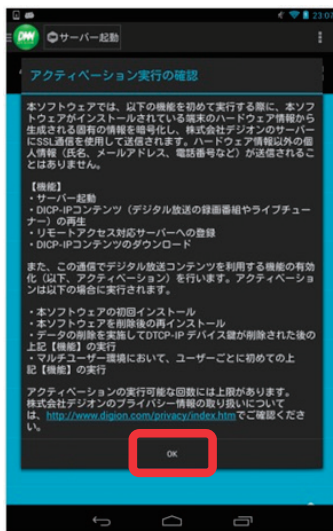 23:04
サーバー起動
アクティベーション実行の確認
本ソフトウェアでは、以下の機能を初めて実行する際に、本ソフ
トウェアがインストールされている端末のハードウェア情報から
生成される固有の情報を暗号化し、株式会社デジオンのサーバー
にSSL通信を使用して送信されます。ハードウェア情報以外の個
人情報（氏名、メールアドレス、電話番号など）が送信されるこ
とはありません。
【機能】
・サーバー起動
・DICP-IPコンテンツ（デジタル放送の録画番組やライブチュー
ナー）の再生
・リモートアクセス対応サーバーへの登録
・DICP-IPコンテンツのダウンロード
また、この通信でデジタル放送コンテンツを利用する機能の有効
化（以下、アクティベーション）を行います。アクティベーショ
ンは以下の場合に実行されます。
・本ソフトウェアの初回インストール
・本ソフトウェアを削除後の再インストール
・データの削除を実施してDTCP-IP デバイス鍵が削除された後の
上記【機能】の実行
・マルチユーザー環境において、ユーザーごとに初めての上
記【機能】の実行
アクティベーションの実行可能な回数には上限があります。
株式会社デジオンのプライバシー情報の取り扱いについて
は、http://www.digion.com/privacy/index.htmでご確認くださ
い。
OK